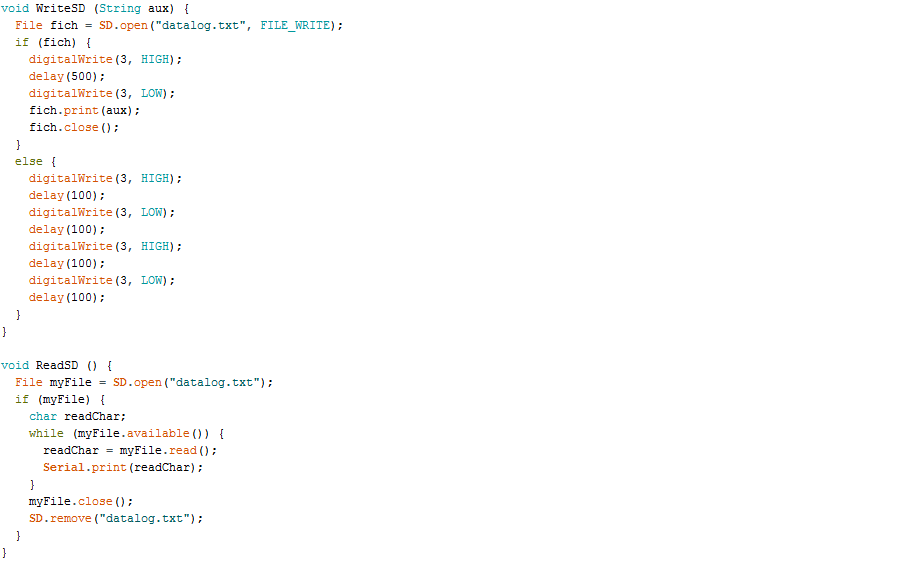 void WriteSD (String aux) {
  File fich = SD.open("datalog.txt", FILE_WRITE);
  if (fich) {
    digitalWrite(3, HIGH);
    delay(500);
    digitalWrite(3, LOW);
    fich.print(aux);
    fich.close();
  }
  else {
    digitalWrite(3, HIGH);
    delay(100);
    digitalWrite(3, LOW);
    delay(100);
    digitalWrite(3, HIGH);
    delay(100);
    digitalWrite(3, LOW);
    delay(100);
  }
}

void ReadSD () {
  File myFile = SD.open("datalog.txt");
  if (myFile) {
    char readChar;
    while (myFile.available()) {
      readChar = myFile.read();
      Serial.print(readChar);
    }
    myFile.close();
    SD.remove("datalog.txt");
  }
}